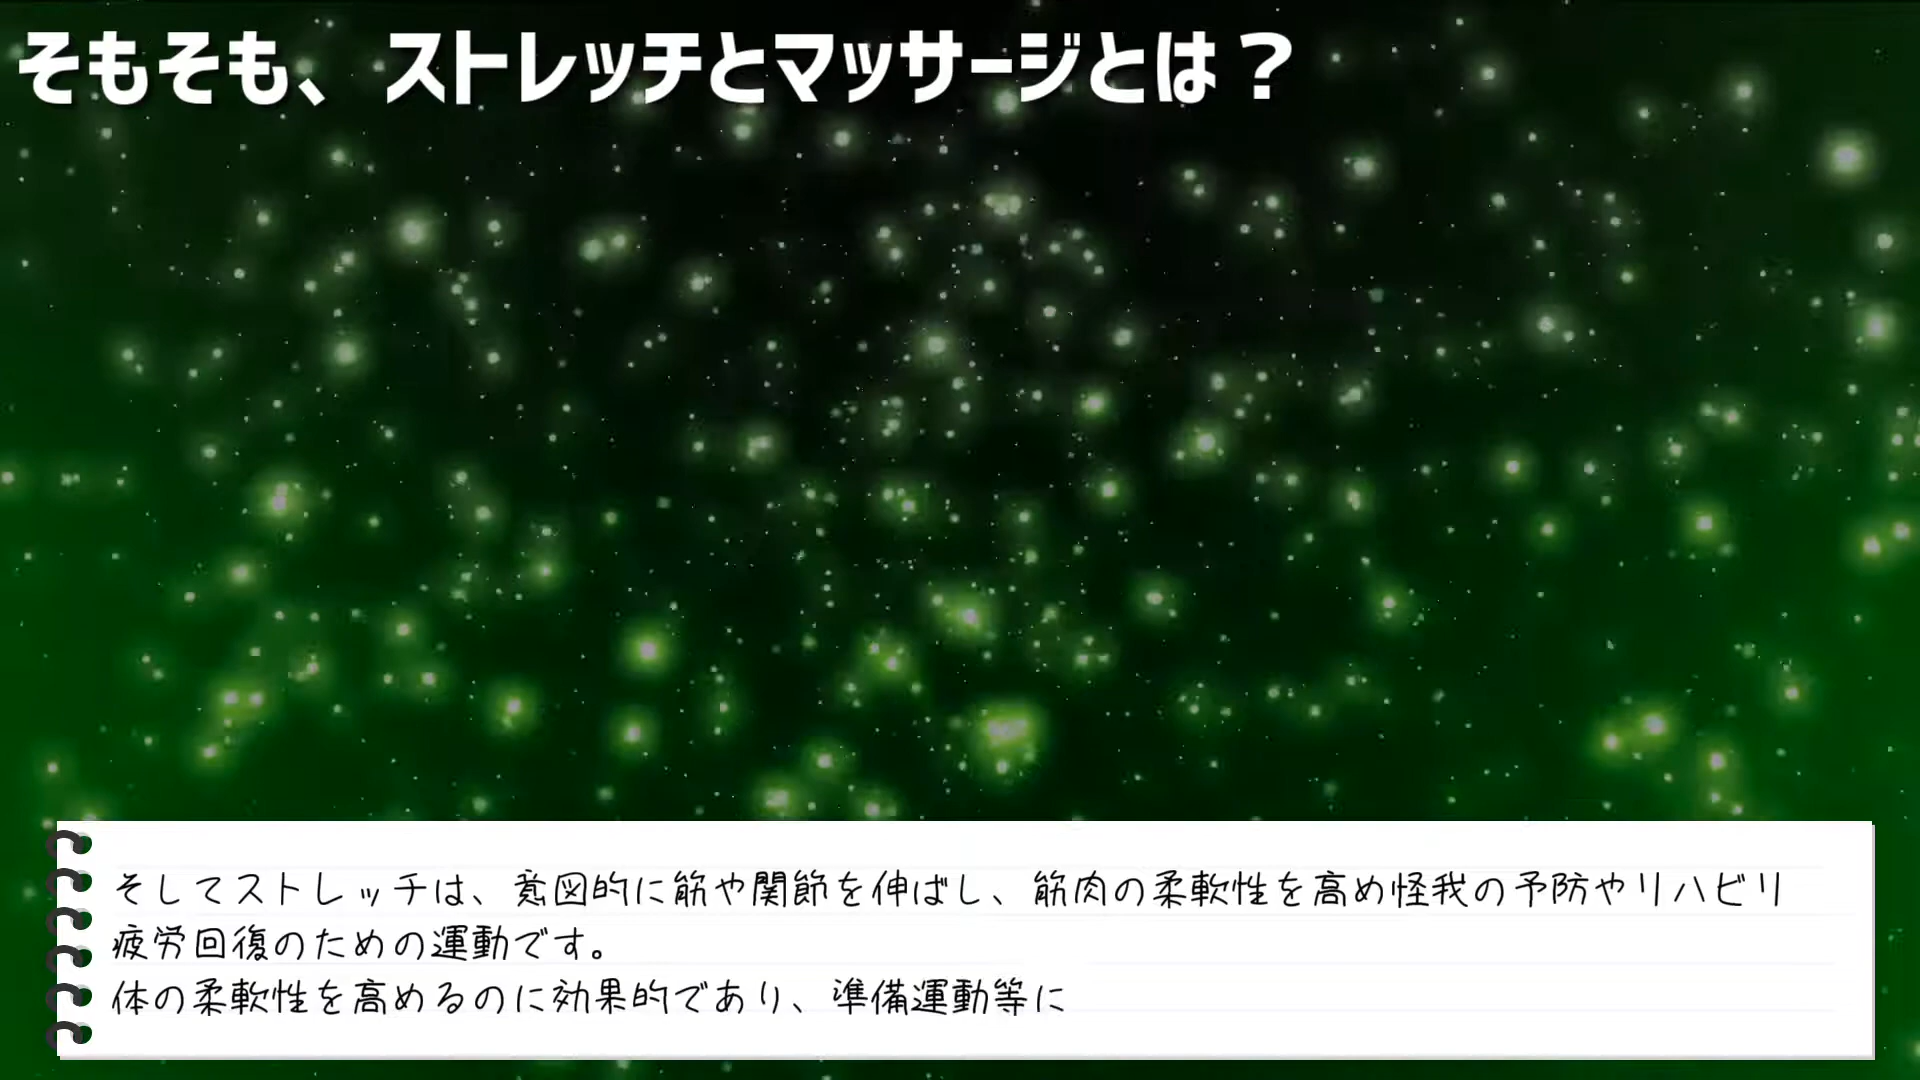 そもそも、ストレッチとマッサージとは？
そしてストレッチは、意図的に筋や関節を伸ばし、筋肉の柔軟性を高め怪我の予防やリハビリ
疲労回復のための運動です。
体の柔軟性を高めるのに効果的であり、準備運動等に